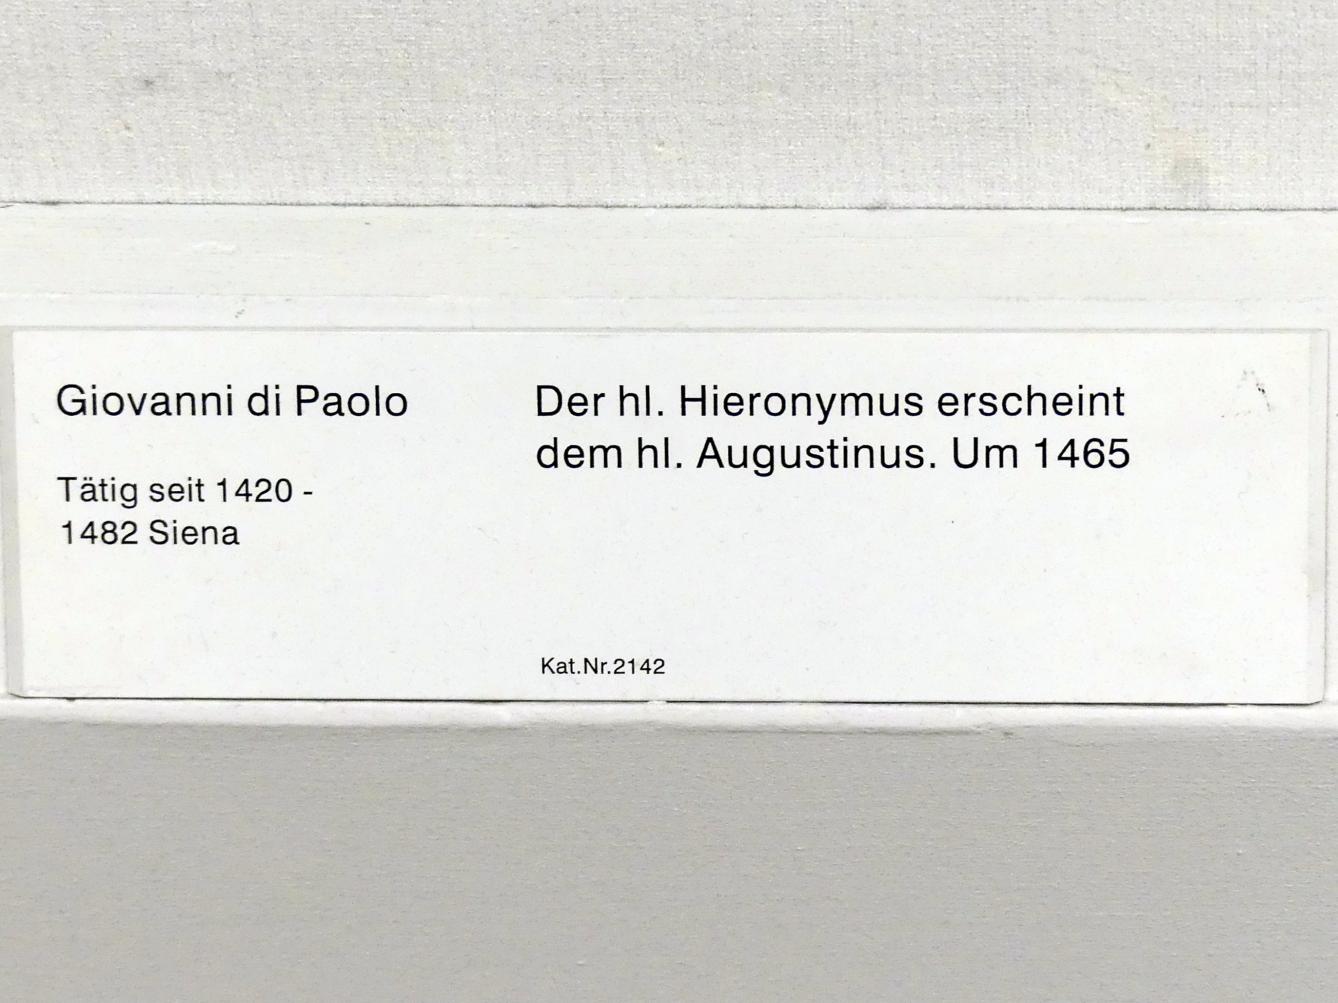 Giovanni di Paolo
Tätig seit 1420 -
1482 Siena
Der hl. Hieronymus erscheint
dem hl. Augustinus. Um 1465
Kat.Nr.2142